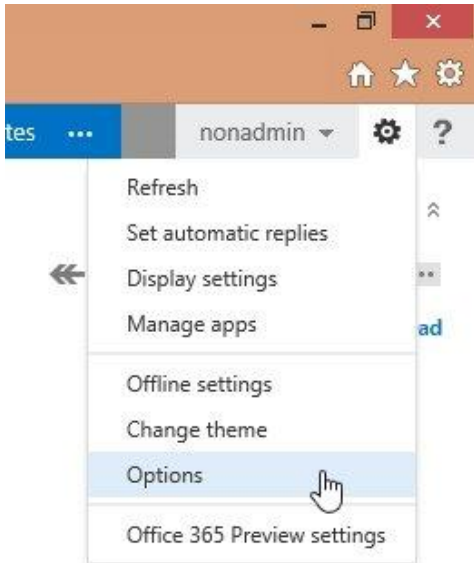 tes ...
nonadmin
?
Refresh
Set automatic replies
Display settings
Manage apps
ad
Offline settings
Change theme
Options
Office 365 Preview settings